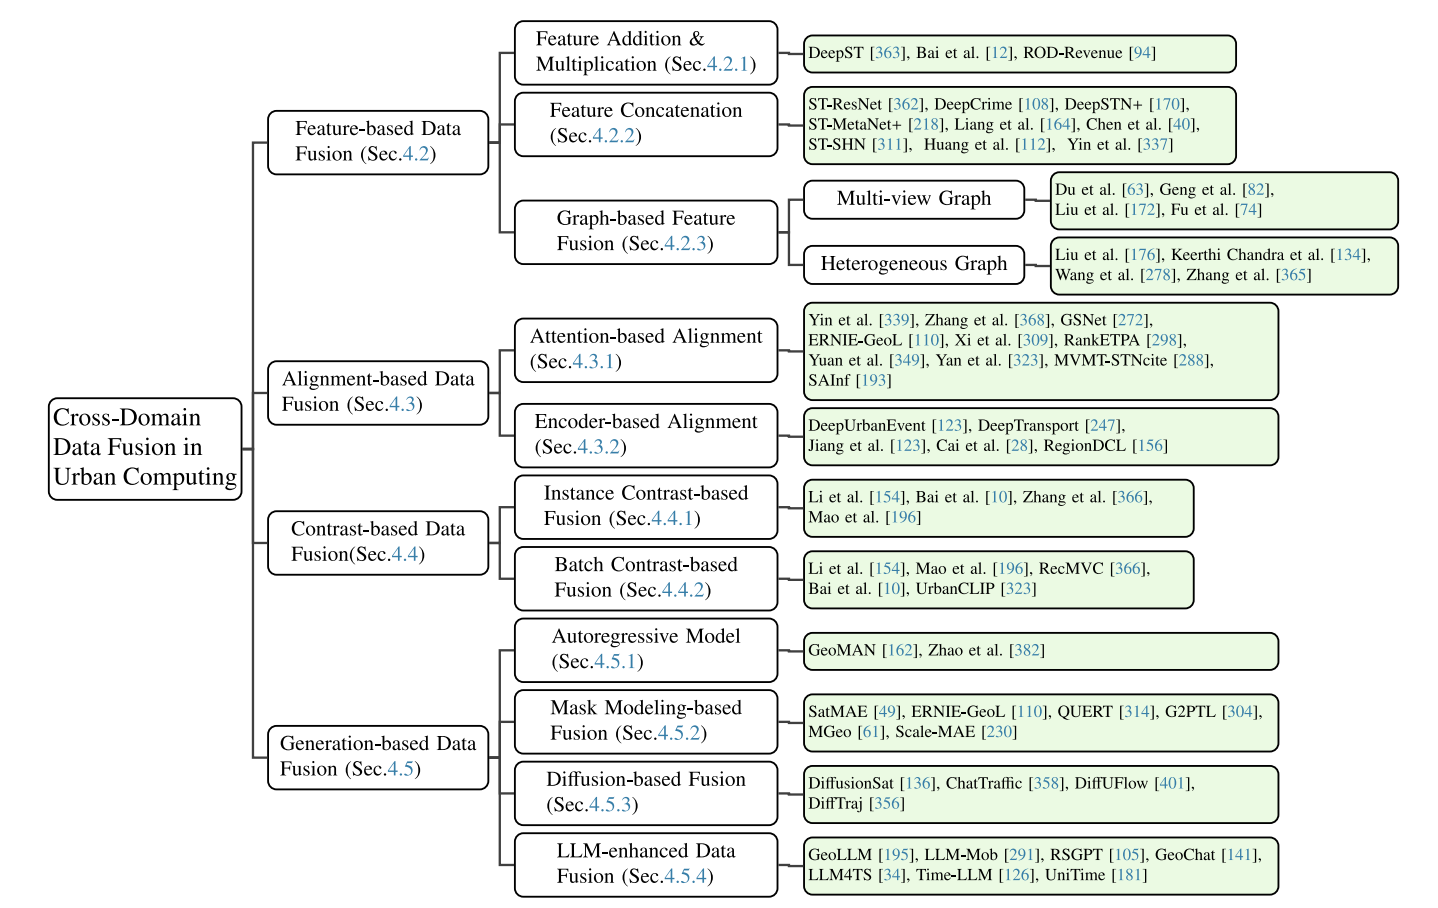 Cross-Domain
Data Fusion in
Urban Computing
Feature-based Data
Fusion (Sec.4.2)
Feature Addition &
Multiplication (Sec.4.2.1)
DeepST [363], Bai et al. [12], ROD-Revenue [94]
Feature Concatenation
(Sec.4.2.2)
ST-ResNet [362], DeepCrime [108], DeepSTN+ [170],
ST-MetaNet+ [218], Liang et al. [164], Chen et al. [40],
ST-SHN [311], Huang et al. [112], Yin et al. [337]
Graph-based Feature
Fusion (Sec.4.2.3)
Multi-view Graph
Du et al. [63], Geng et al. [82],
Liu et al. [172], Fu et al. [74]
Heterogeneous Graph
Liu et al. [176], Keerthi Chandra et al. [134],
Wang et al. [278], Zhang et al. [365]
Alignment-based Data
Fusion (Sec.4.3)
Attention-based Alignment
(Sec.4.3.1)
Yin et al. [339], Zhang et al. [368], GSNet [272],
ERNIE-GeoL [110], Xi et al. [309], RankETPA [298],
Yuan et al. [349], Yan et al. [323], MVMT-STNcite [288],
SAInf [193]
Encoder-based Alignment
(Sec.4.3.2)
DeepUrbanEvent [123], DeepTransport [247],
Jiang et al. [123], Cai et al. [28], RegionDCL [156]
Contrast-based Data
Fusion(Sec.4.4)
Instance Contrast-based
Fusion (Sec.4.4.1)
Li et al. [154], Bai et al. [10], Zhang et al. [366],
Mao et al. [196]
Batch Contrast-based
Fusion (Sec.4.4.2)
Li et al. [154], Mao et al. [196], RecMVC [366],
Bai et al. [10], UrbanCLIP [323]
Generation-based Data
Fusion (Sec.4.5)
Autoregressive Model
(Sec.4.5.1)
GeoMAN [162], Zhao et al. [382]
Mask Modeling-based
Fusion (Sec.4.5.2)
SatMAE [49], ERNIE-GeoL [110], QUERT [314], G2PTL [304],
MGeo [61], Scale-MAE [230]
Diffusion-based Fusion
(Sec.4.5.3)
DiffusionSat [136], ChatTraffic [358], DiffUFlow [401],
DiffTraj [356]
LLM-enhanced Data
Fusion (Sec.4.5.4)
GeoLLM [195], LLM-Mob [291], RSGPT [105], GeoChat [141],
LLM4TS [34], Time-LLM [126], UniTime [181]